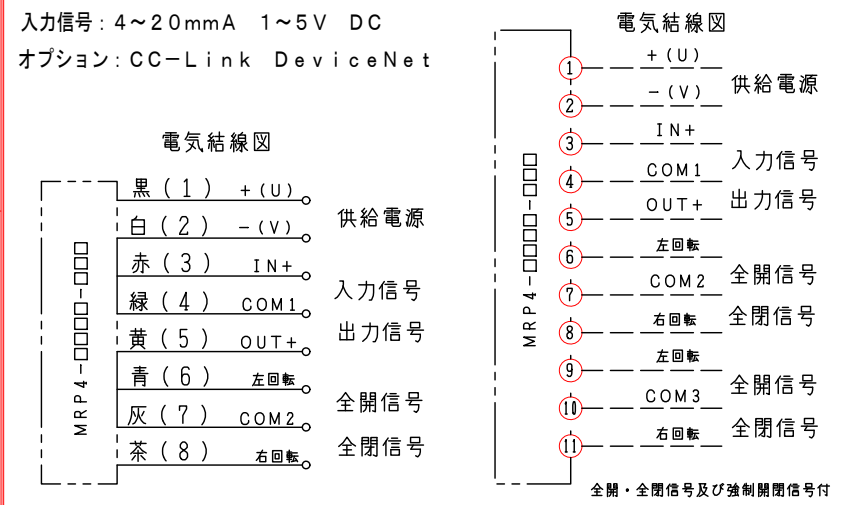 入力信号：4〜20mmA　1〜5V　DC
オプション：CC−Link　DeviceNet
電気結線図
黒（1） +(U)
白（2） −(V)
供給電源
赤（3） IN+
緑（4） COM1
入力信号
黄（5） OUT+
出力信号
青（6） 左回転
灰（7） COM2
全開信号
茶（8） 右回転
全閉信号
MRP4-□□□□-□□
電気結線図
① +(U)
② −(V)
供給電源
③ IN+
④ COM1
入力信号
⑤ OUT+
出力信号
⑥ 左回転
⑦ COM2
全開信号
⑧ 右回転
全閉信号
⑨ 左回転
⑩ COM3
全開信号
⑪ 右回転
全閉信号
MRP4-□□□□-□□□
全開・全閉信号及び強制開閉信号付